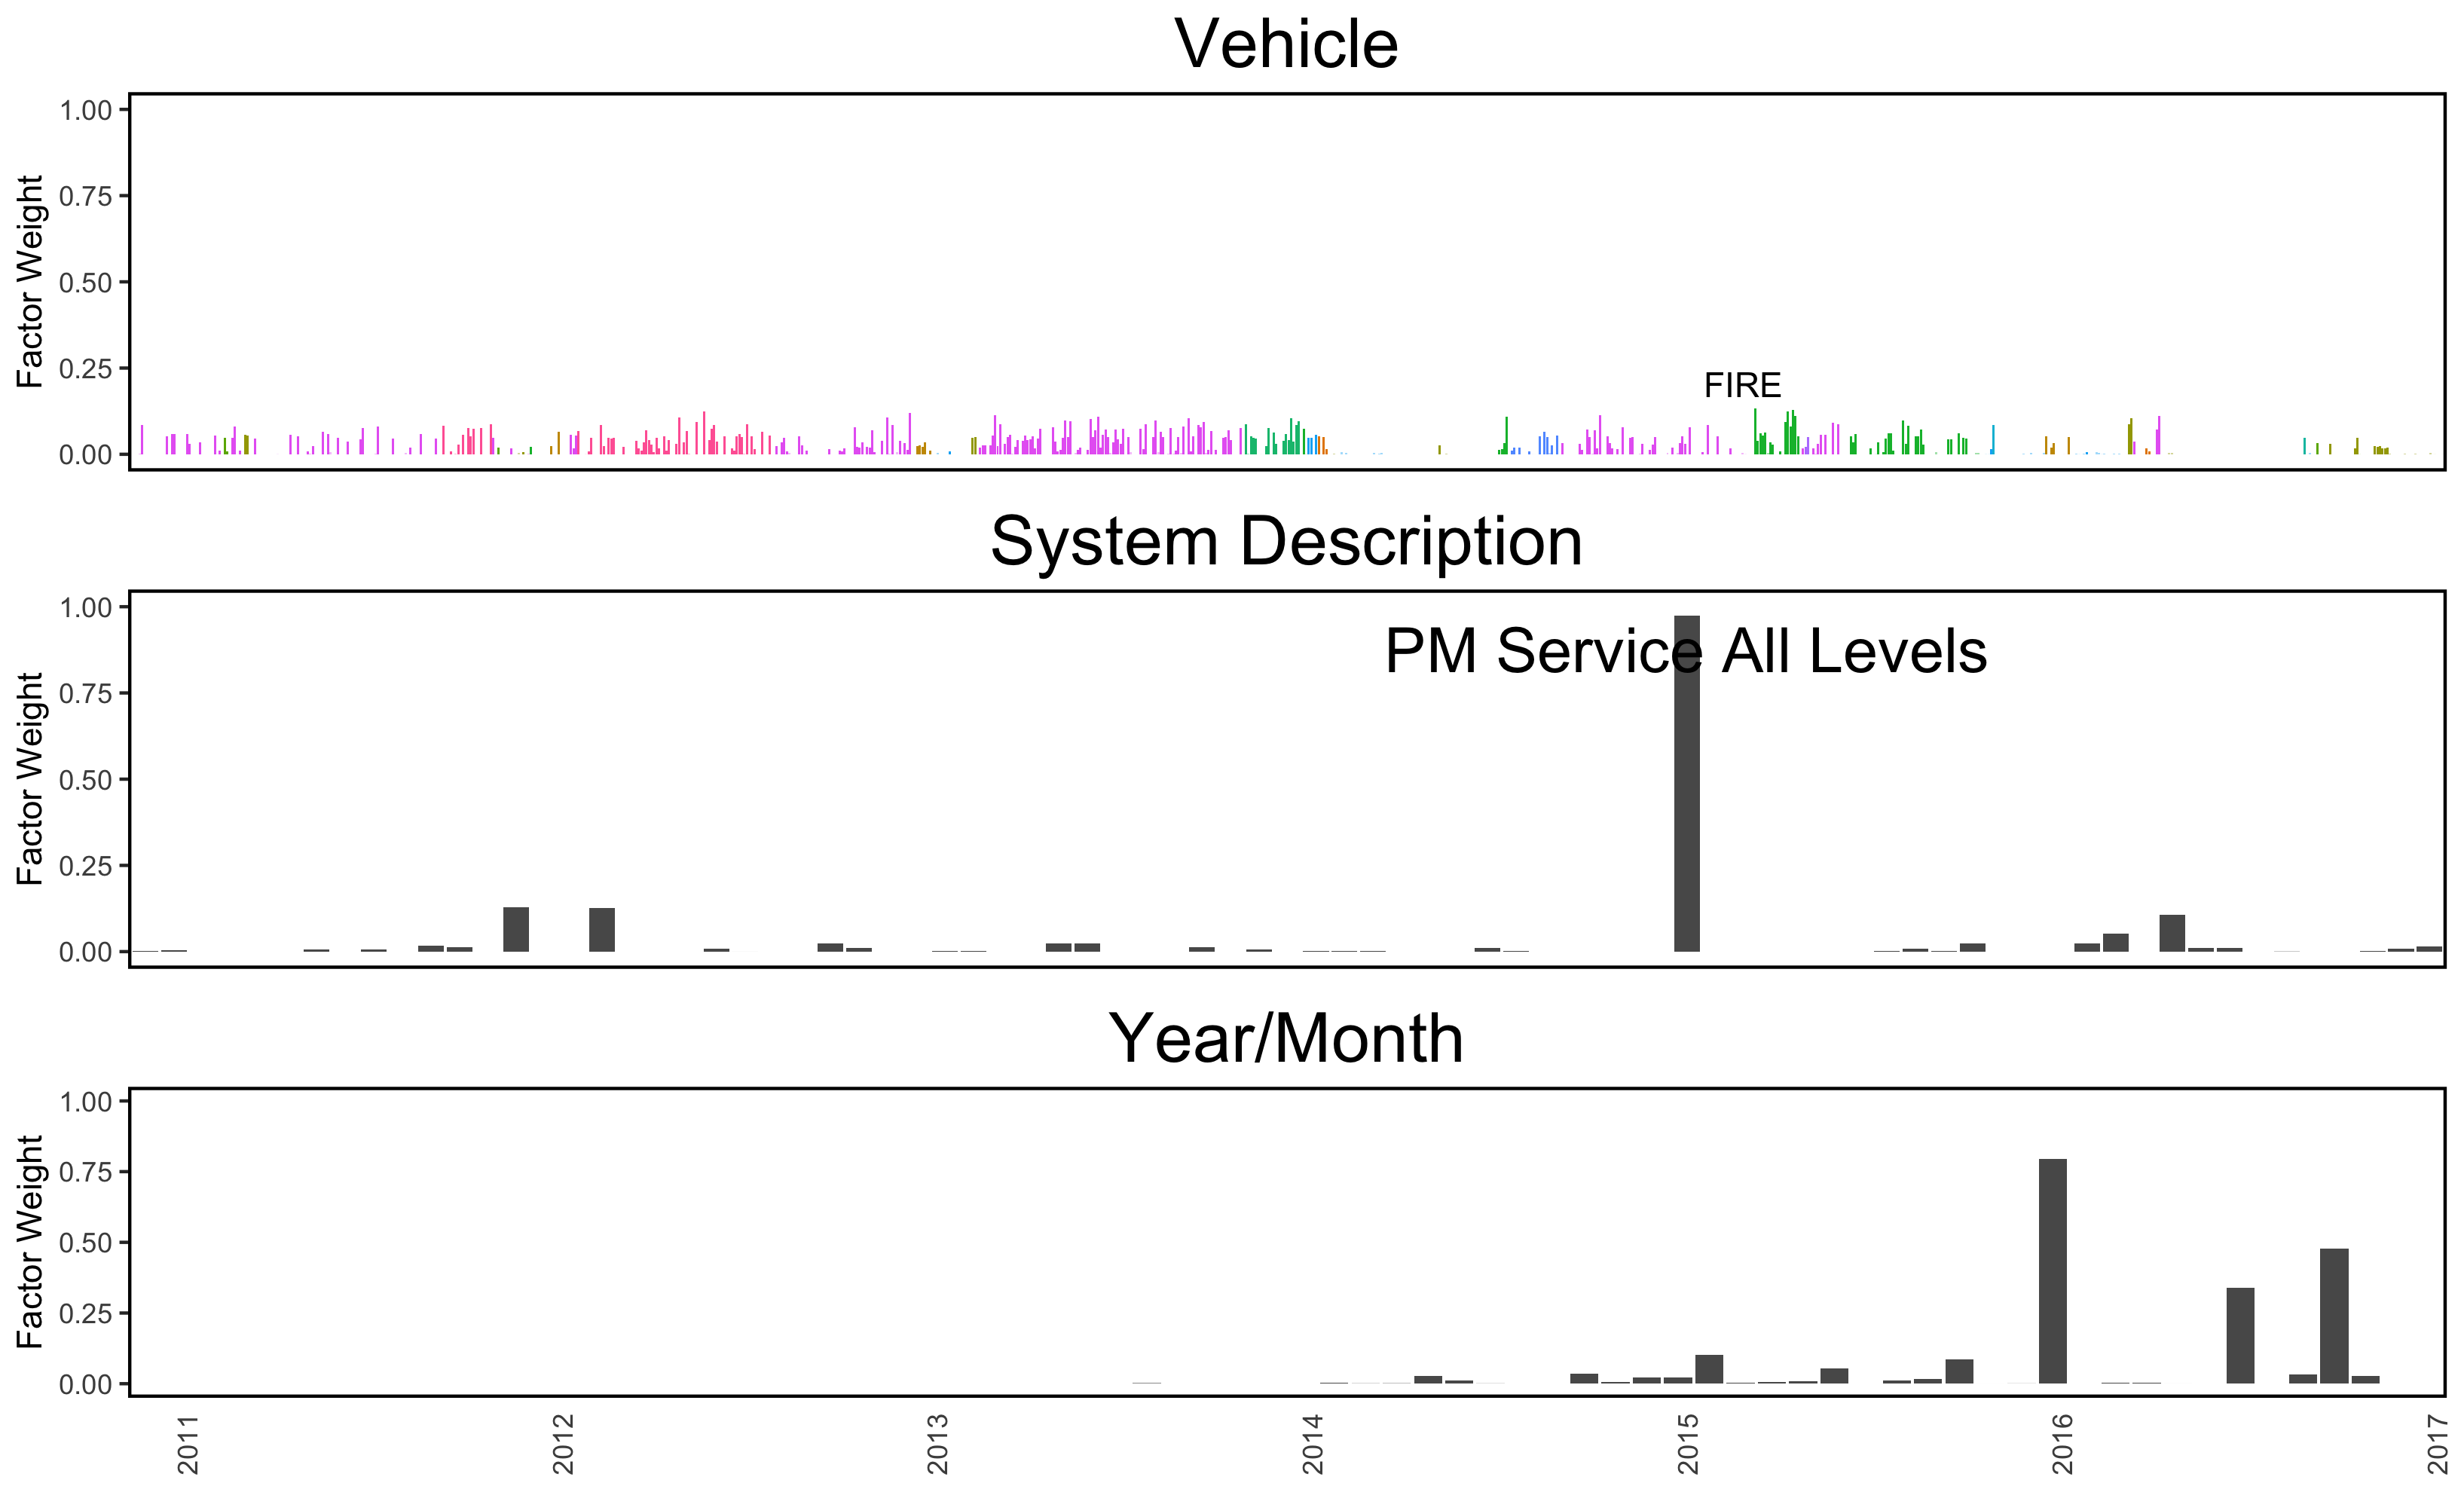 Vehicle
Factor Weight
1.00
0.75
0.50
0.25
0.00
FIRE
System Description
Factor Weight
1.00
0.75
0.50
0.25
0.00
PM Service All Levels
Year/Month
Factor Weight
1.00
0.75
0.50
0.25
0.00
2011 2012 2013 2014 2015 2016 2017